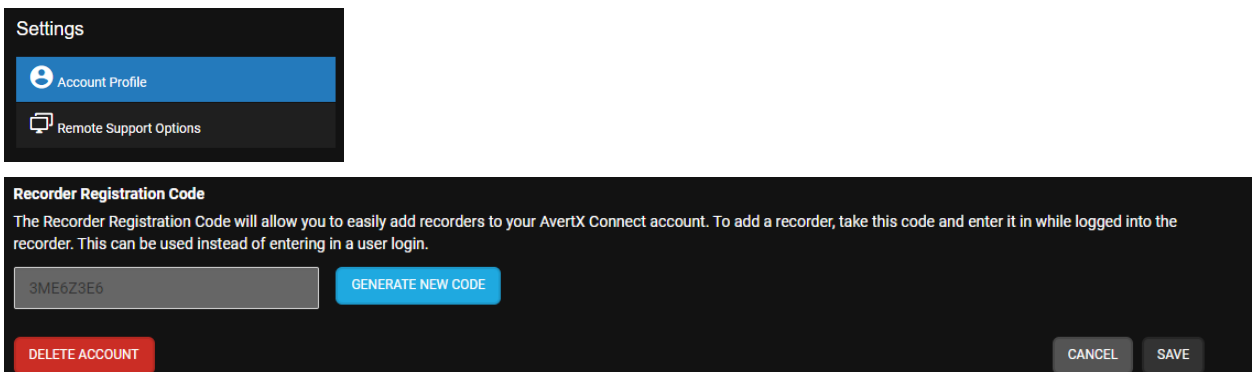 Settings
Account Profile
Remote Support Options
Recorder Registration Code
The Recorder Registration Code will allow you to easily add recorders to your AvertX Connect account. To add a recorder, take this code and enter it in while logged into the
recorder. This can be used instead of entering in a user login.
3ME6Z3E6
GENERATE NEW CODE
DELETE ACCOUNT
CANCEL
SAVE